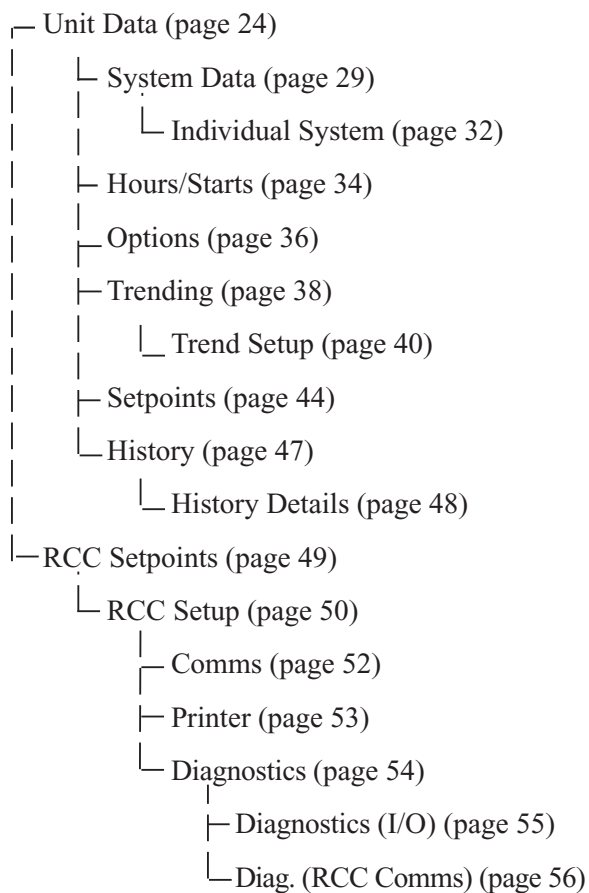 Unit Data (page 24)
System Data (page 29)
Individual System (page 32)
Hours/Starts (page 34)
Options (page 36)
Trending (page 38)
Trend Setup (page 40)
Setpoints (page 44)
History (page 47)
History Details (page 48)
RCC Setpoints (page 49)
RCC Setup (page 50)
Comms (page 52)
Printer (page 53)
Diagnostics (page 54)
Diagnostics (I/O) (page 55)
Diag. (RCC Comms) (page 56)